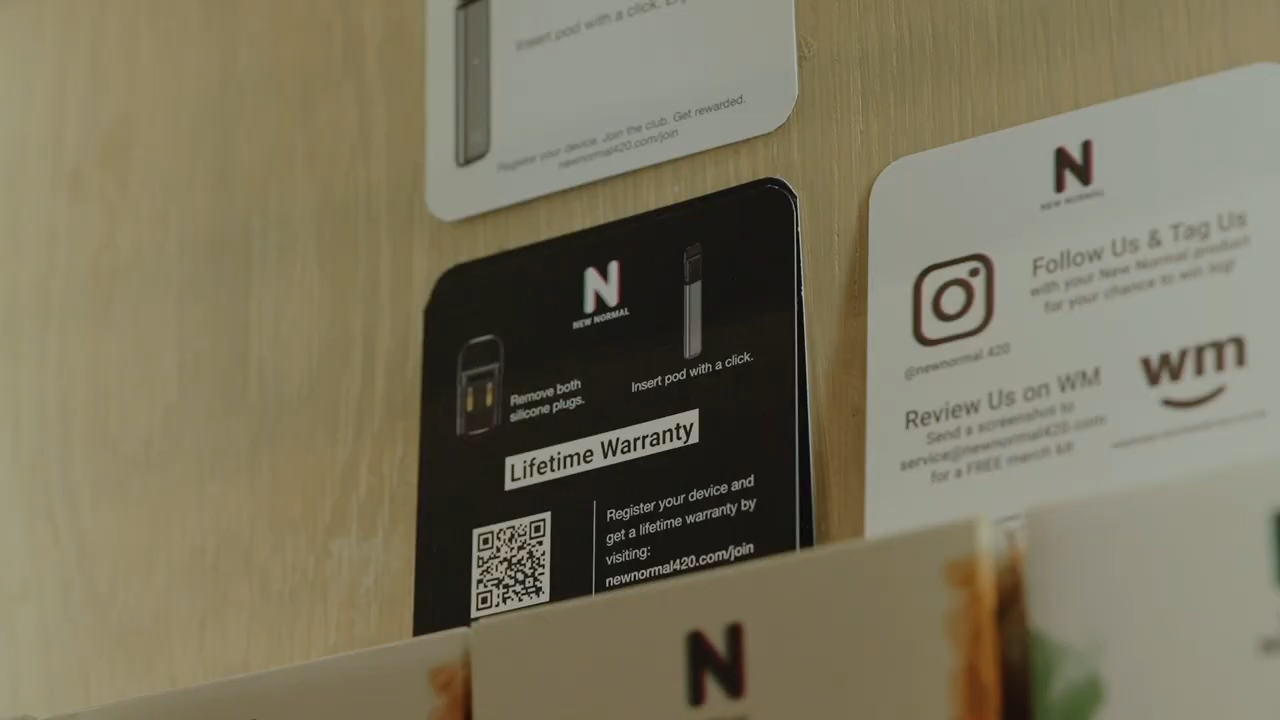 Insert pod with a click.
Register your device. Join the club. Get rewarded.
newnormal420.com/join
N
NEW NORMAL
Remove both
silicone plugs.
Insert pod with a click.
Lifetime Warranty
Register your device and
get a lifetime warranty by
visiting:
newnormal420.com/join
N
NEW NORMAL
Follow Us & Tag Us
with your New Normal product
for your chance to win big!
@newnormal.420
Review Us on WM
Send a screenshot to
service@newnormal420.com
for a FREE merch kit
wm
N